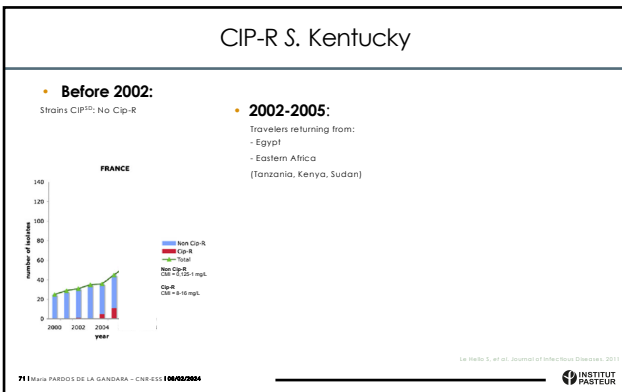 CIP-R S. Kentucky
• Before 2002:
Strains CIPSD: No Cip-R
• 2002-2005:
Travelers returning from:
- Egypt
- Eastern Africa
(Tanzania, Kenya, Sudan)
FRANCE
number of isolates
140
120
100
80
60
40
20
0
2000 2002 2004
year
Non Cip-R
Cip-R
Total
Non Cip-R
CMI = 0,125-1 mg/L
Cip-R
CMI = 8-16 mg/L
Le Hello S. et al. Journal of Infectious Diseases. 2011
71 I Maria PARDOS DE LA GANDARA – CNR-ESS I 06/02/2024
INSTITUT
PASTEUR